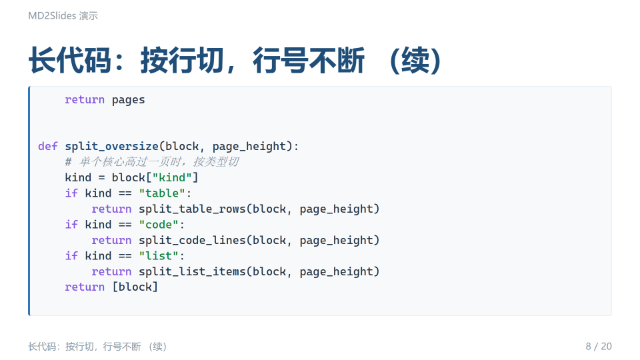 MD2Slides 演示
长代码：按行切，行号不断 （续）
    return pages

def split_oversize(block, page_height):
    # 单个核心高过一页时，按类型切
    kind = block["kind"]
    if kind == "table":
        return split_table_rows(block, page_height)
    if kind == "code":
        return split_code_lines(block, page_height)
    if kind == "list":
        return split_list_items(block, page_height)
    return [block]
长代码：按行切，行号不断 （续）
8 / 20